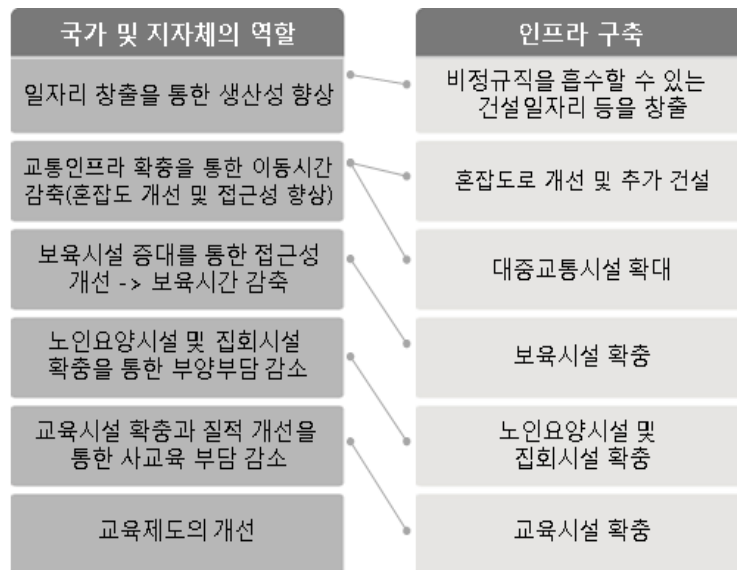 국가 및 지자체의 역할
일자리 창출을 통한 생산성 향상
교통인프라 확충을 통한 이동시간
감축(혼잡도 개선 및 접근성 향상)
보육시설 증대를 통한 접근성
개선 -> 보육시간 감축
노인요양시설 및 집회시설
확충을 통한 부양부담 감소
교육시설 확충과 질적 개선을
통한 사교육 부담 감소
교육제도의 개선
인프라 구축
비정규직을 흡수할 수 있는
건설일자리 등을 창출
혼잡도로 개선 및 추가 건설
대중교통시설 확대
보육시설 확충
노인요양시설 및
집회시설 확충
교육시설 확충